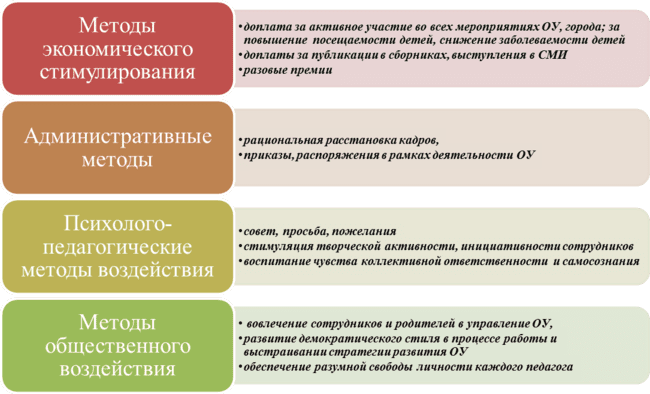 Методы
экономического
стимулирования
•доплата за активное участие во всех мероприятиях ОУ, города; за
повышение посещаемости детей, снижение заболеваемости детей
•доплаты за публикации в сборниках, выступления в СМИ
•разовые премии
Административные
методы
•рациональная расстановка кадров,
•приказы, распоряжения в рамках деятельности ОУ
Психолого-
педагогические
методы воздействия
•совет, просьба, пожелания
•стимуляция творческой активности, инициативности сотрудников
•воспитание чувства коллективной ответственности и самосознания
Методы
общественного
воздействия
• вовлечение сотрудников и родителей в управление ОУ,
•развитие демократического стиля в процессе работы и
выстраивании стратегии развития ОУ
•обеспечение разумной свободы личности каждого педагога